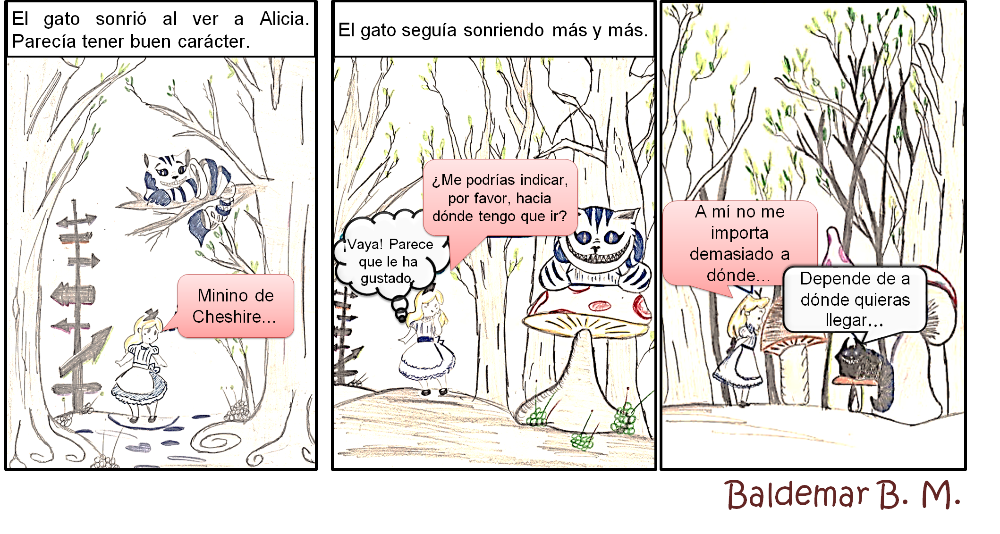 El gato sonrió al ver a Alicia.
Parecía tener buen carácter.
Minino de
Cheshire...
El gato seguía sonriendo más y más.
¡Vaya! Parece
que le ha
gustado.
¿Me podrías indicar,
por favor, hacia
dónde tengo que ir?
A mí no me
importa
demasiado a
dónde...
Depende de a
dónde quieras
llegar...
Baldemar B. M.